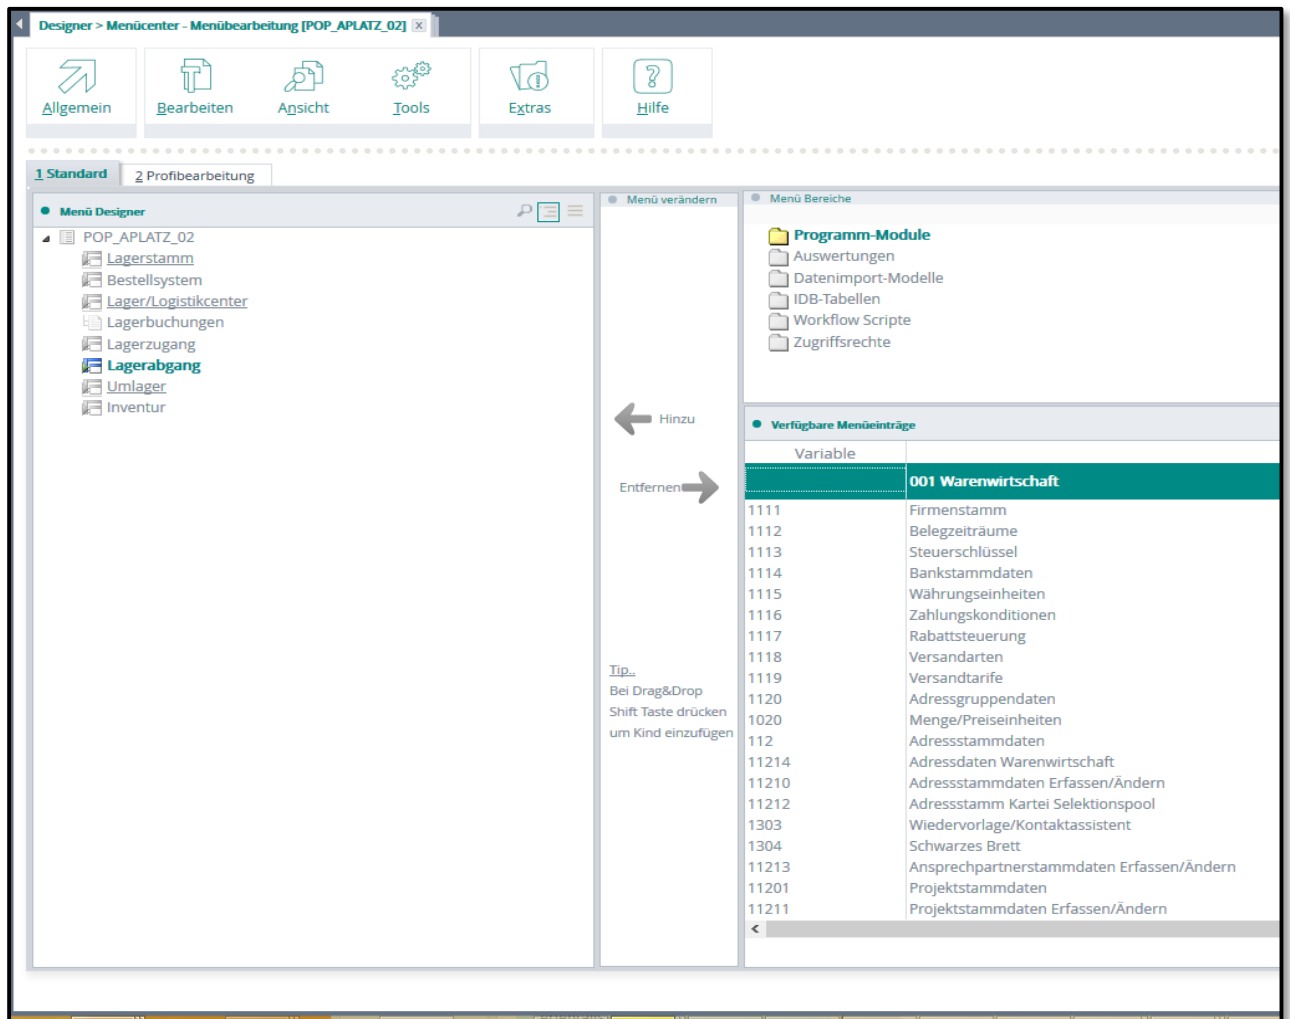 Designer > Menücenter - Menübearbeitung [POP_APLATZ_02] x
Allgemein Bearbeiten Ansicht Tools Extras Hilfe
1 Standard 2 Profibearbeitung
Menü Designer
POP_APLATZ_02
Lagerstamm
Bestellsystem
Lager/Logistikcenter
Lagerbuchungen
Lagerzugang
Lagerabgang
Umlager
Inventur
Menü verändern
Hinzu
Entfernen
Tip..
Bei Drag&Drop
Shift Taste drücken
um Kind einzufügen
Menü Bereiche
Programm-Module
Auswertungen
Datenimport-Modelle
IDB-Tabellen
Workflow Scripte
Zugriffsrechte
Verfügbare Menüeinträge
Variable
001 Warenwirtschaft
1111 Firmenstamm
1112 Belegzeiträume
1113 Steuerschlüssel
1114 Bankstammdaten
1115 Währungseinheiten
1116 Zahlungskonditionen
1117 Rabattsteuerung
1118 Versandarten
1119 Versandtarife
1120 Adressgruppendaten
1020 Menge/Preiseinheiten
112 Adressstammdaten
11214 Adressdaten Warenwirtschaft
11210 Adressstammdaten Erfassen/Ändern
11212 Adressstamm Kartei Selektionspool
1303 Wiedervorlage/Kontaktassistent
1304 Schwarzes Brett
11213 Ansprechpartnerstammdaten Erfassen/Ändern
11201 Projektstammdaten
11211 Projektstammdaten Erfassen/Ändern